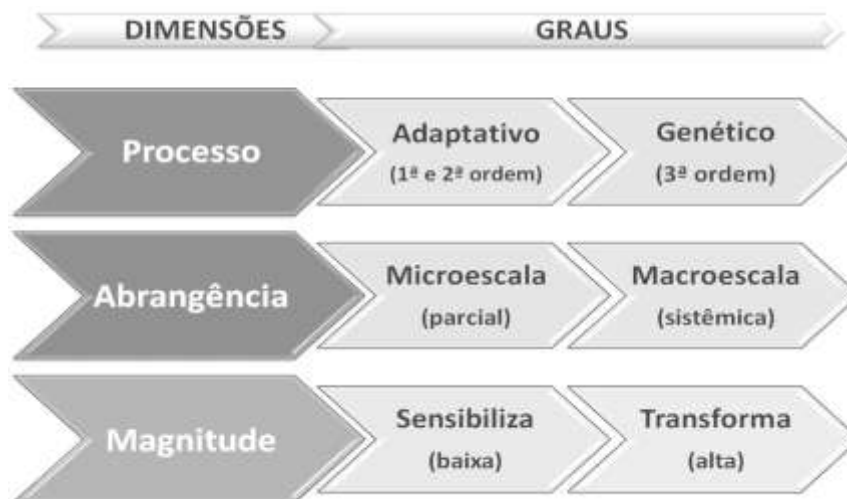 DIMENSÕES GRAUS
Processo
Adaptativo
(1ª e 2ª ordem)
Genético
(3ª ordem)
Abrangência
Microescala
(parcial)
Macroescala
(sistêmica)
Magnitude
Sensibiliza
(baixa)
Transforma
(alta)